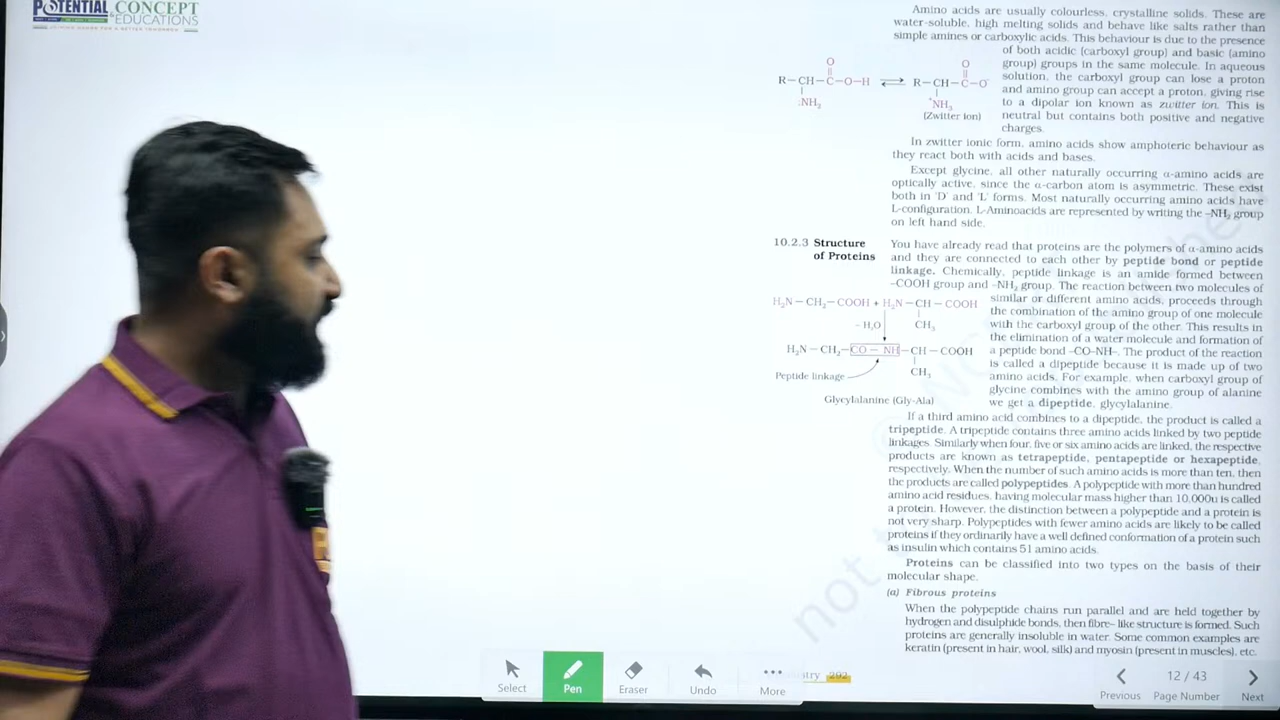 POTENTIAL CONCEPT
EDUCATIONS
Amino acids are usually colourless, crystalline solids. These are
water-soluble, high melting solids and behave like salts rather than
simple amines or carboxylic acids. This behaviour is due to the presence
of both acidic (carboxyl group) and basic (amino
group) groups in the same molecule. In aqueous
solution, the carboxyl group can lose a proton
and amino group can accept a proton, giving rise
to a dipolar ion known as zwitter ion. This is
neutral but contains both positive and negative
charges.
O O
R–CH–C–O–H ⇌ R–CH–C–O⁻
:NH₂ ⁺NH₃
(Zwitter ion)
In zwitter ionic form, amino acids show amphoteric behaviour as
they react both with acids and bases.
Except glycine, all other naturally occurring α-amino acids are
optically active, since the α-carbon atom is asymmetric. These exist
both in 'D' and 'L' forms. Most naturally occurring amino acids have
L-configuration. L-Aminoacids are represented by writing the –NH₂ group
on left hand side.
10.2.3 Structure
of Proteins
You have already read that proteins are the polymers of α-amino acids
and they are connected to each other by peptide bond or peptide
linkage. Chemically, peptide linkage is an amide formed between
–COOH group and –NH₂ group. The reaction between two molecules of
similar or different amino acids, proceeds through
the combination of the amino group of one molecule
with the carboxyl group of the other. This results in
the elimination of a water molecule and formation of
a peptide bond –CO–NH–. The product of the reaction
is called a dipeptide because it is made up of two
amino acids. For example, when carboxyl group of
glycine combines with the amino group of alanine
we get a dipeptide, glycylalanine.
H₂N–CH₂–COOH + H₂N–CH–COOH
– H₂O CH₃
H₂N–CH₂–CO–NH–CH–COOH
CH₃
Peptide linkage
Glycylalanine (Gly-Ala)
If a third amino acid combines to a dipeptide, the product is called a
tripeptide. A tripeptide contains three amino acids linked by two peptide
linkages. Similarly when four, five or six amino acids are linked, the respective
products are known as tetrapeptide, pentapeptide or hexapeptide,
respectively. When the number of such amino acids is more than ten, then
the products are called polypeptides. A polypeptide with more than hundred
amino acid residues, having molecular mass higher than 10,000u is called
a protein. However, the distinction between a polypeptide and a protein is
not very sharp. Polypeptides with fewer amino acids are likely to be called
proteins if they ordinarily have a well defined conformation of a protein such
as insulin which contains 51 amino acids.
Proteins can be classified into two types on the basis of their
molecular shape.
(a) Fibrous proteins
When the polypeptide chains run parallel and are held together by
hydrogen and disulphide bonds, then fibre– like structure is formed. Such
proteins are generally insoluble in water. Some common examples are
keratin (present in hair, wool, silk) and myosin (present in muscles), etc.
not
292
Select
Pen
Eraser
Undo
More
Previous
12 / 43
Page Number
Next